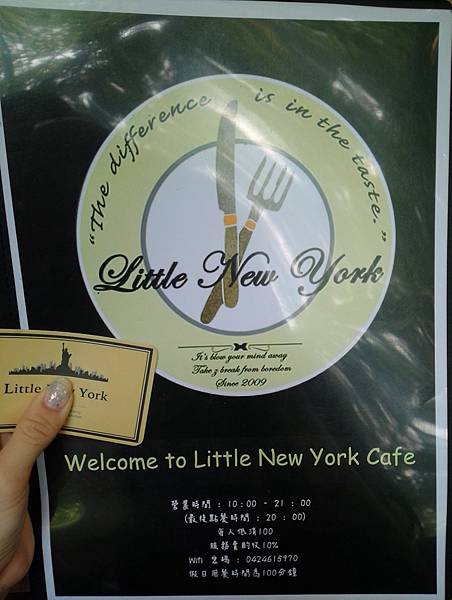 "The difference is in the taste."
Little New York
It's blow your mind away
Take z break from boredom
Since 2009
Little New York
Welcome to Little New York Cafe
營業時間 : 10:00 - 21 : 00
(最後點餐時間 : 20 : 00)
每人低消100
服務費酌收10%
Wifi 密碼 : 0424615970
假日用餐時間為100分鐘